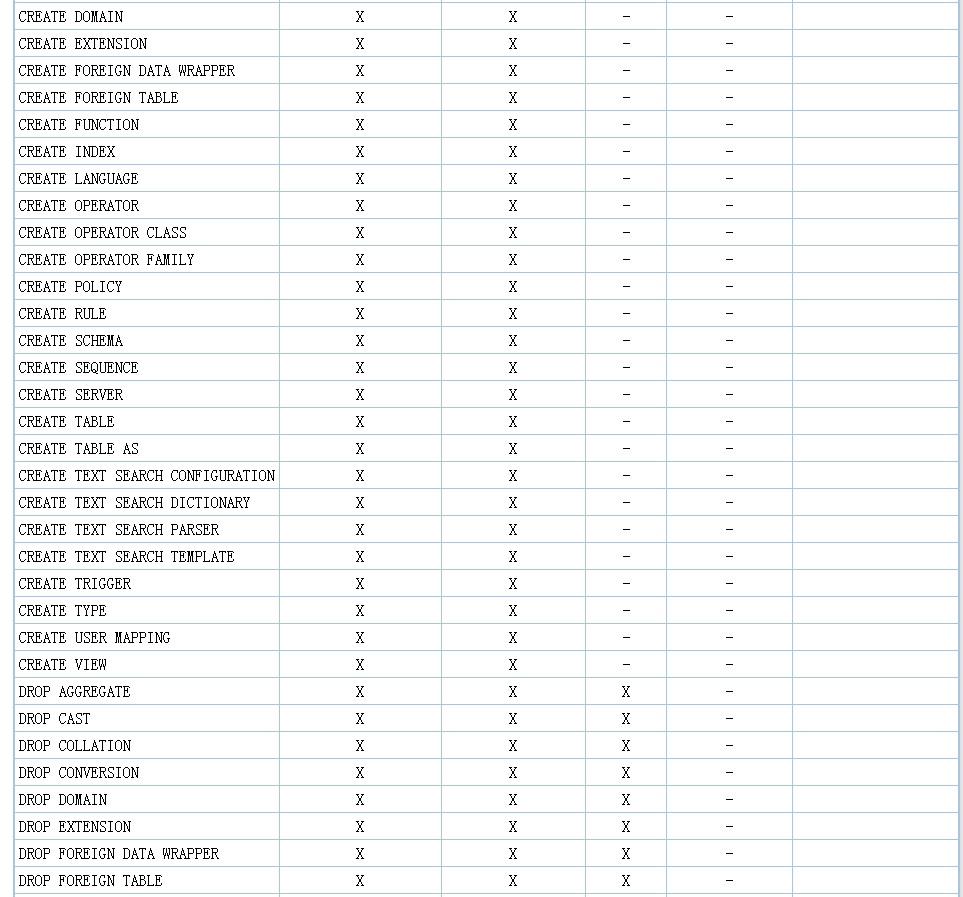 CREATE DOMAIN X X - -
CREATE EXTENSION X X - -
CREATE FOREIGN DATA WRAPPER X X - -
CREATE FOREIGN TABLE X X - -
CREATE FUNCTION X X - -
CREATE INDEX X X - -
CREATE LANGUAGE X X - -
CREATE OPERATOR X X - -
CREATE OPERATOR CLASS X X - -
CREATE OPERATOR FAMILY X X - -
CREATE POLICY X X - -
CREATE RULE X X - -
CREATE SCHEMA X X - -
CREATE SEQUENCE X X - -
CREATE SERVER X X - -
CREATE TABLE X X - -
CREATE TABLE AS X X - -
CREATE TEXT SEARCH CONFIGURATION X X - -
CREATE TEXT SEARCH DICTIONARY X X - -
CREATE TEXT SEARCH PARSER X X - -
CREATE TEXT SEARCH TEMPLATE X X - -
CREATE TRIGGER X X - -
CREATE TYPE X X - -
CREATE USER MAPPING X X - -
CREATE VIEW X X - -
DROP AGGREGATE X X X -
DROP CAST X X X -
DROP COLLATION X X X -
DROP CONVERSION X X X -
DROP DOMAIN X X X -
DROP EXTENSION X X X -
DROP FOREIGN DATA WRAPPER X X X -
DROP FOREIGN TABLE X X X -